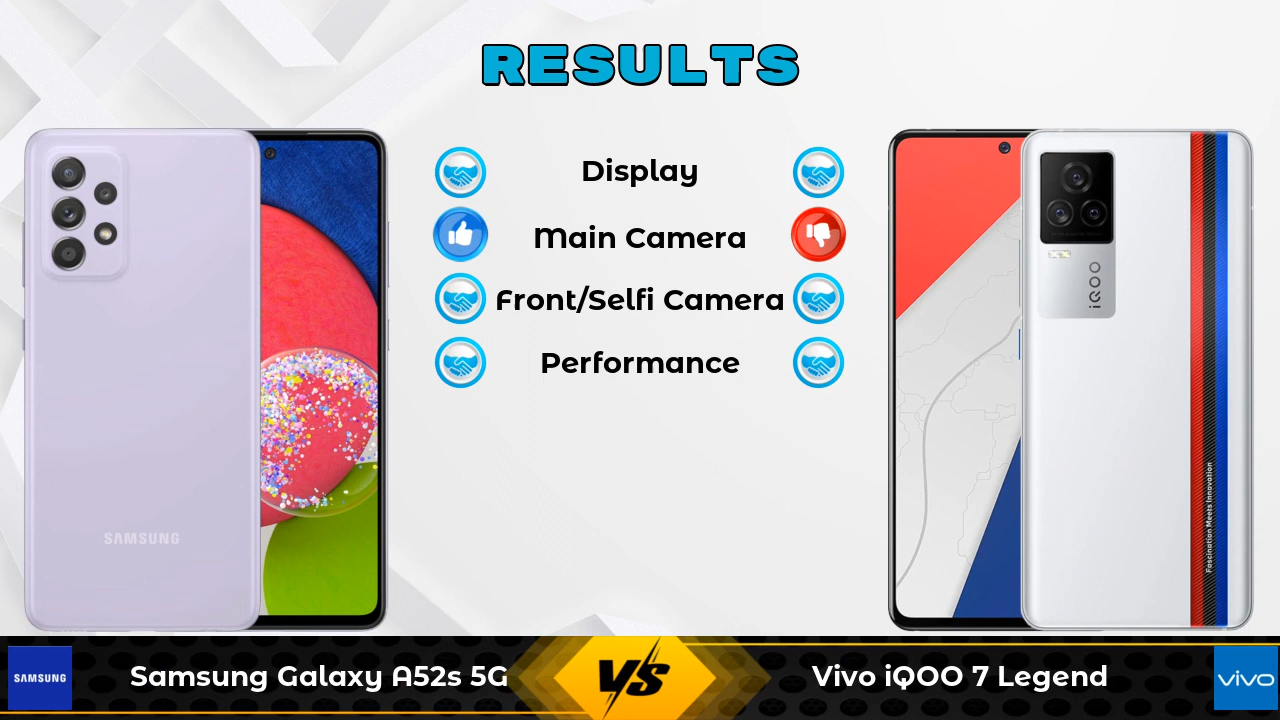 RESULTS
Display
Main Camera
Front/Selfi Camera
Performance
SAMSUNG
iQOO
Fascination Meets Innovation
SAMSUNG
Samsung Galaxy A52s 5G
VS
Vivo iQOO 7 Legend
vivo